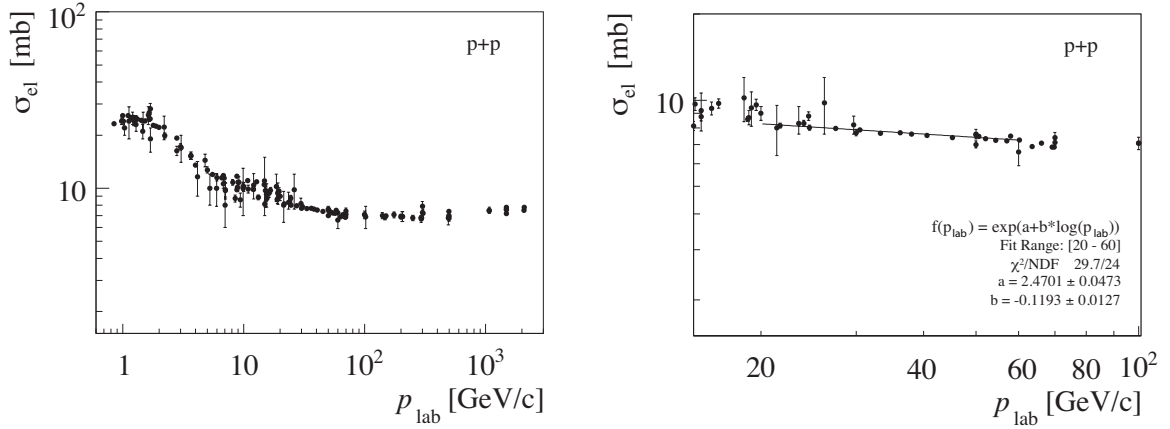 σel [mb]
10²
10
p+p
1
10
10²
10³
p lab [GeV/c]
σel [mb]
10
p+p
f(plab) = exp(a+b*log(plab))
Fit Range: [20 - 60]
χ²/NDF 29.7/24
a = 2.4701 ± 0.0473
b = -0.1193 ± 0.0127
20
40
60
80
10²
p lab [GeV/c]